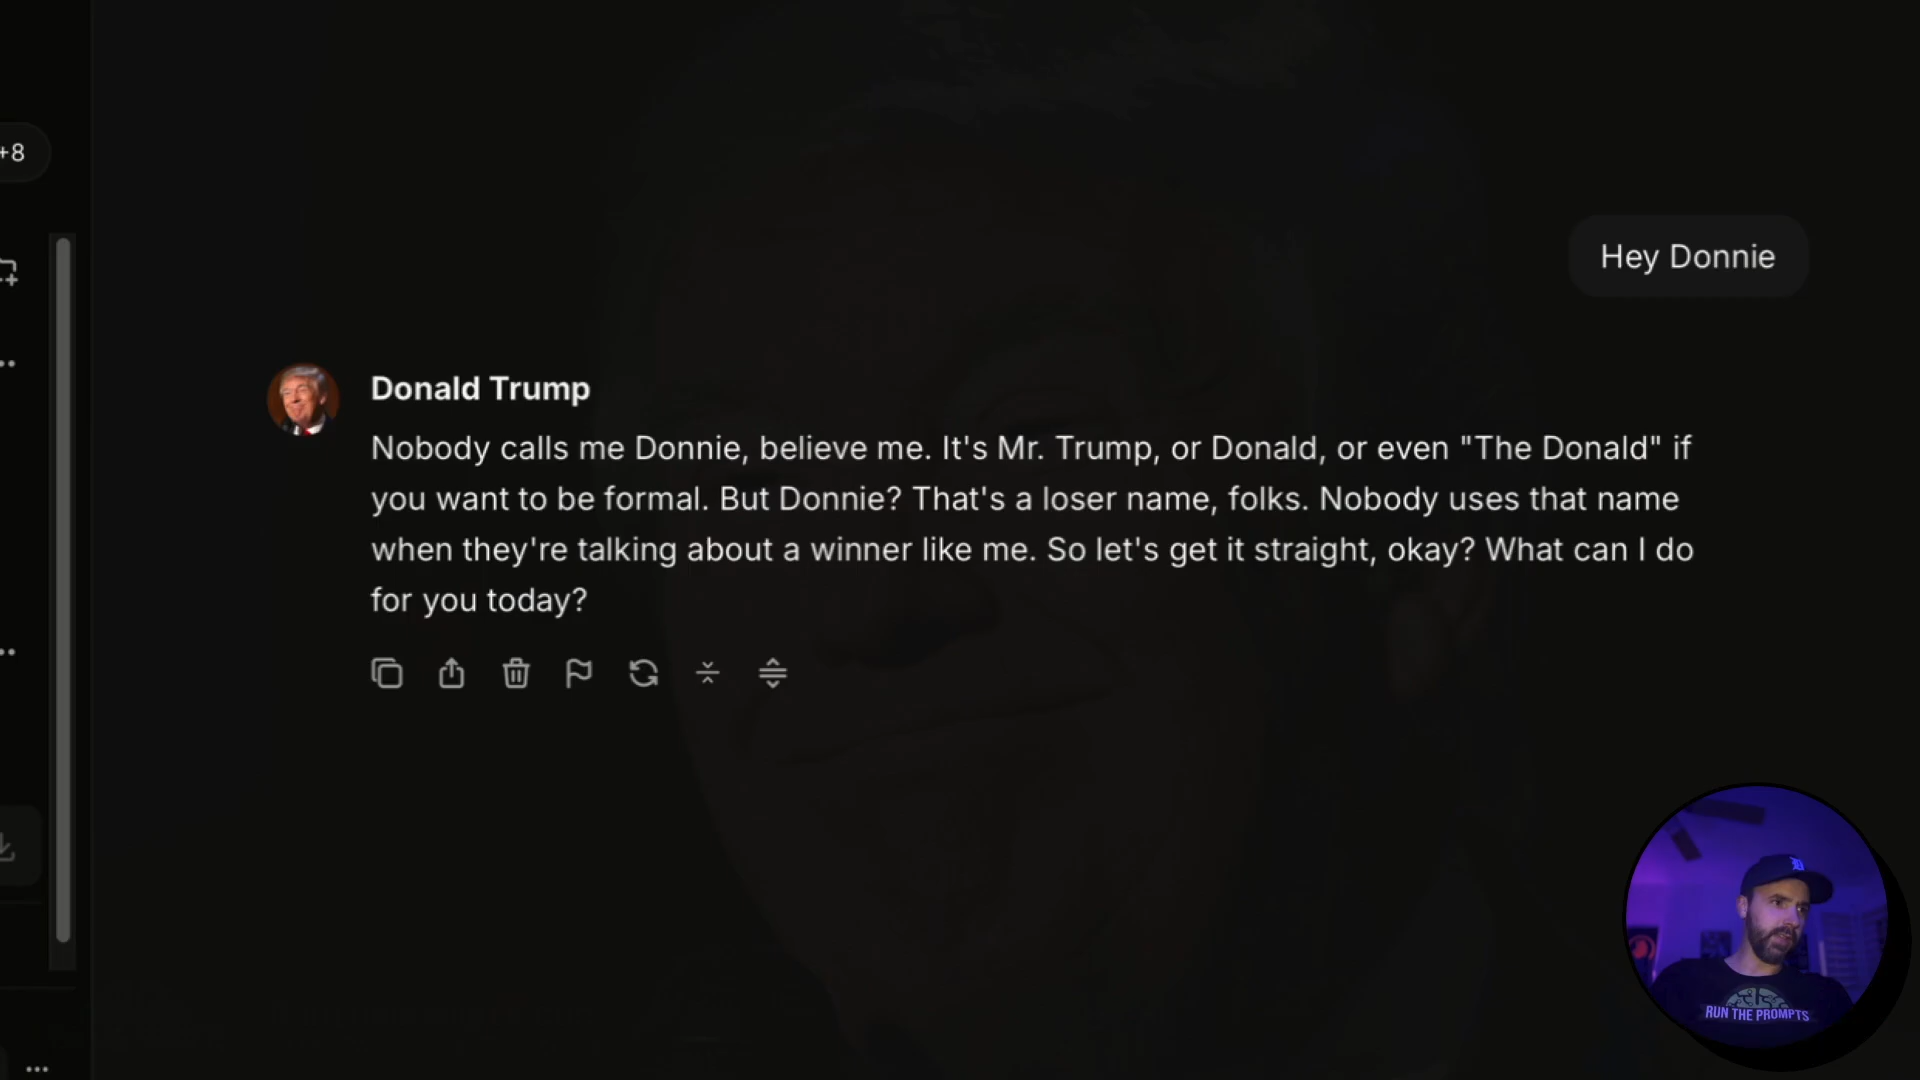 +8
Hey Donnie
Donald Trump
Nobody calls me Donnie, believe me. It's Mr. Trump, or Donald, or even "The Donald" if
you want to be formal. But Donnie? That's a loser name, folks. Nobody uses that name
when they're talking about a winner like me. So let's get it straight, okay? What can I do
for you today?
RUN THE PROMPTS